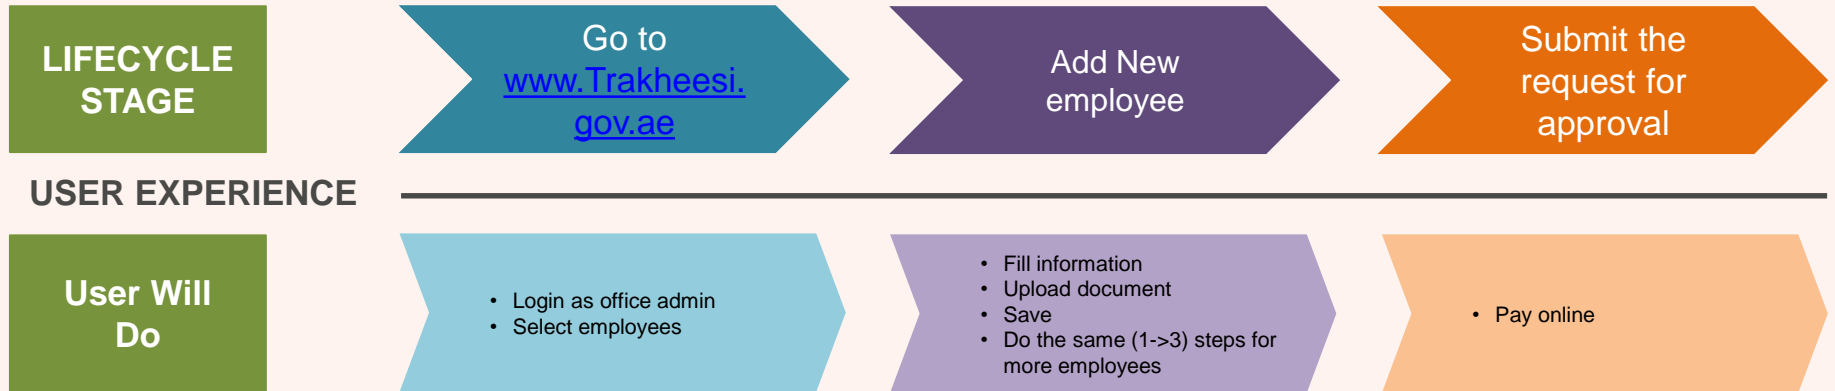 LIFECYCLE
STAGE
Go to
www.Trakheesi.
gov.ae
Add New
employee
Submit the
request for
approval
USER EXPERIENCE
User Will
Do
• Login as office admin
• Select employees
• Fill information
• Upload document
• Save
• Do the same (1->3) steps for
more employees
• Pay online